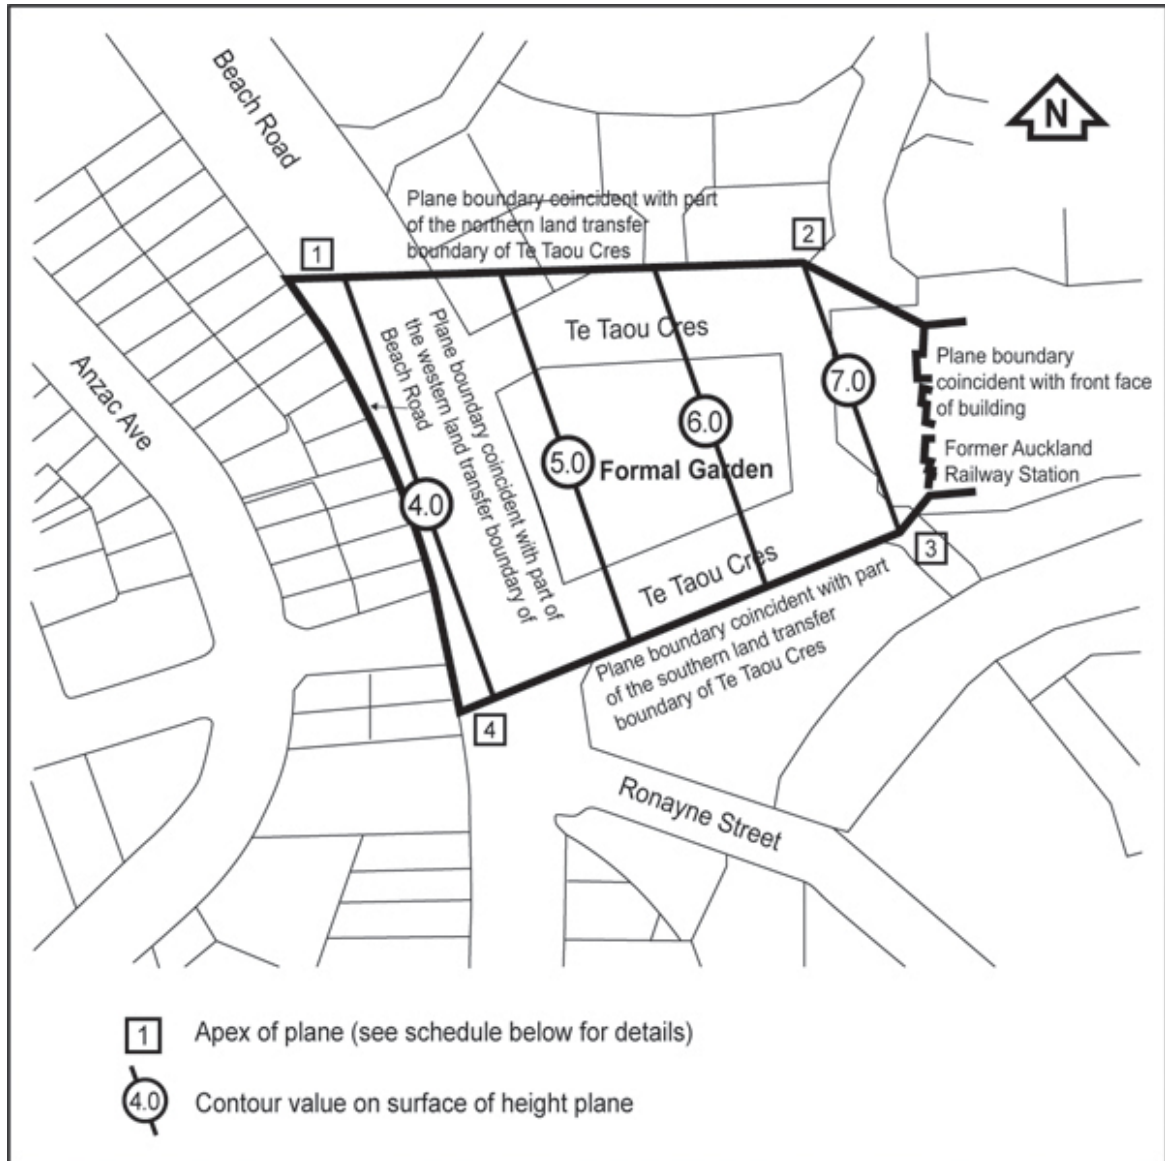 Beach Road
N
Plane boundary coincident with part
of the northern land transfer
boundary of Te Taou Cres
1
2
Te Taou Cres
Plane boundary coincident with part of
the western land transfer boundary of
Beach Road
Anzac Ave
Plane boundary
coincident with front face
of building
7.0
6.0
5.0
4.0
Formal Garden
Former Auckland
Railway Station
3
Te Taou Cres
Plane boundary coincident with part
of the southern land transfer
boundary of Te Taou Cres
4
Ronayne Street
1 Apex of plane (see schedule below for details)
4.0 Contour value on surface of height plane